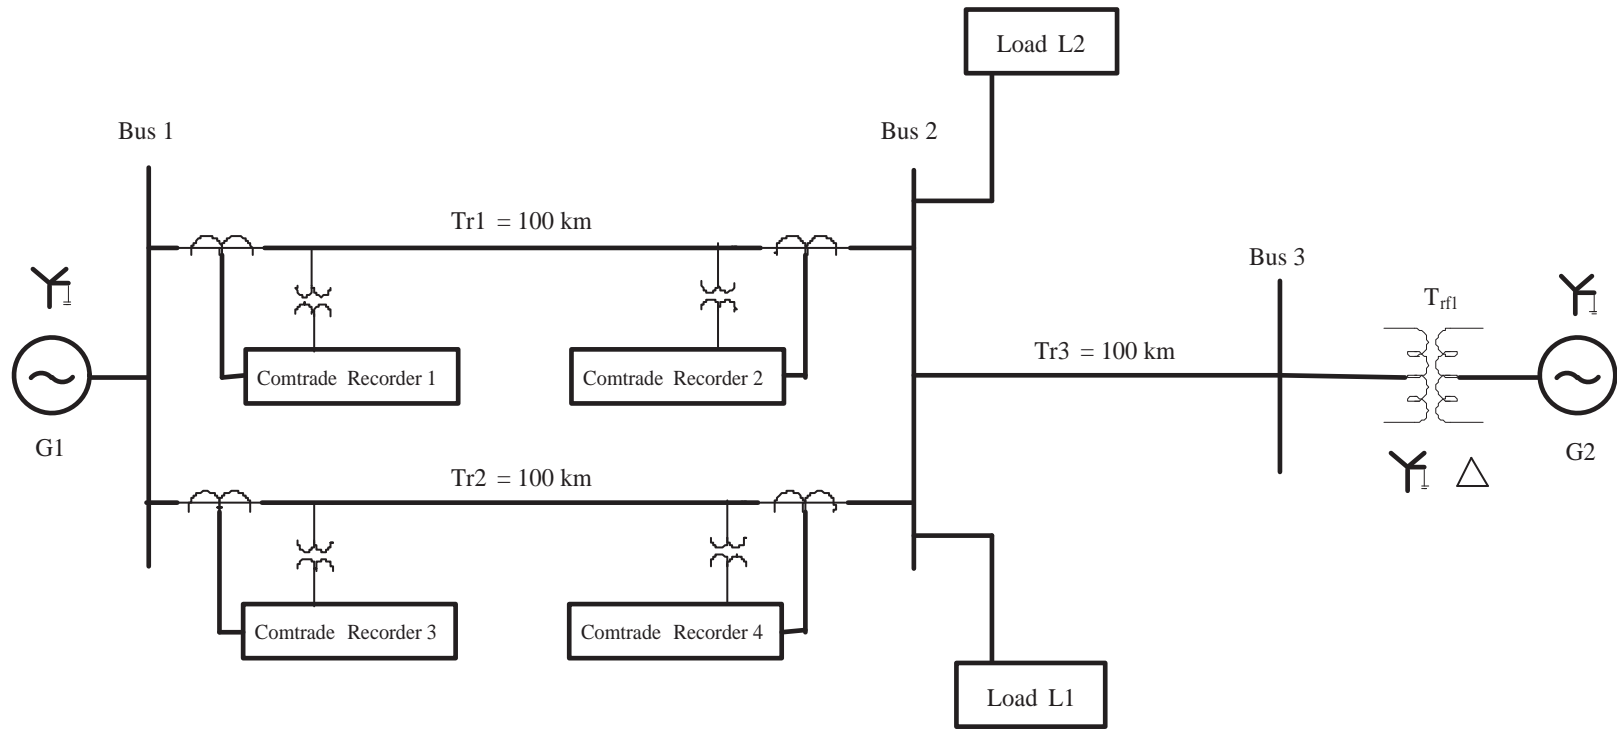 Load L2
Bus 1
Bus 2
Tr1 = 100 km
Bus 3
Trf1
Tr3 = 100 km
Comtrade Recorder 1
Comtrade Recorder 2
G1
G2
Tr2 = 100 km
Comtrade Recorder 3
Comtrade Recorder 4
Load L1